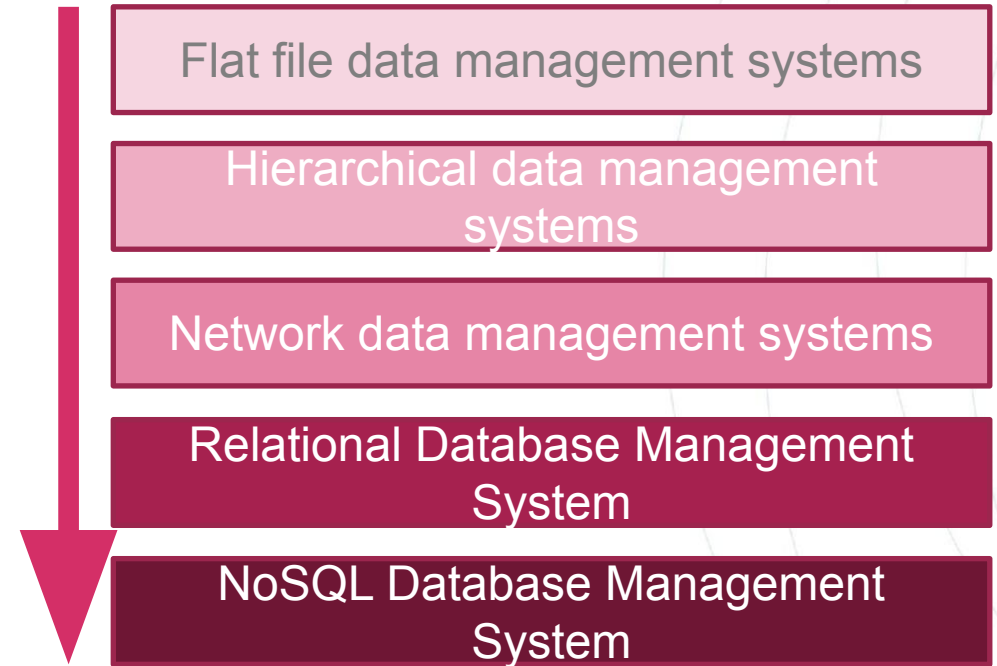 Flat file data management systems
Hierarchical data management
systems
Network data management systems
Relational Database Management
System
NoSQL Database Management
System